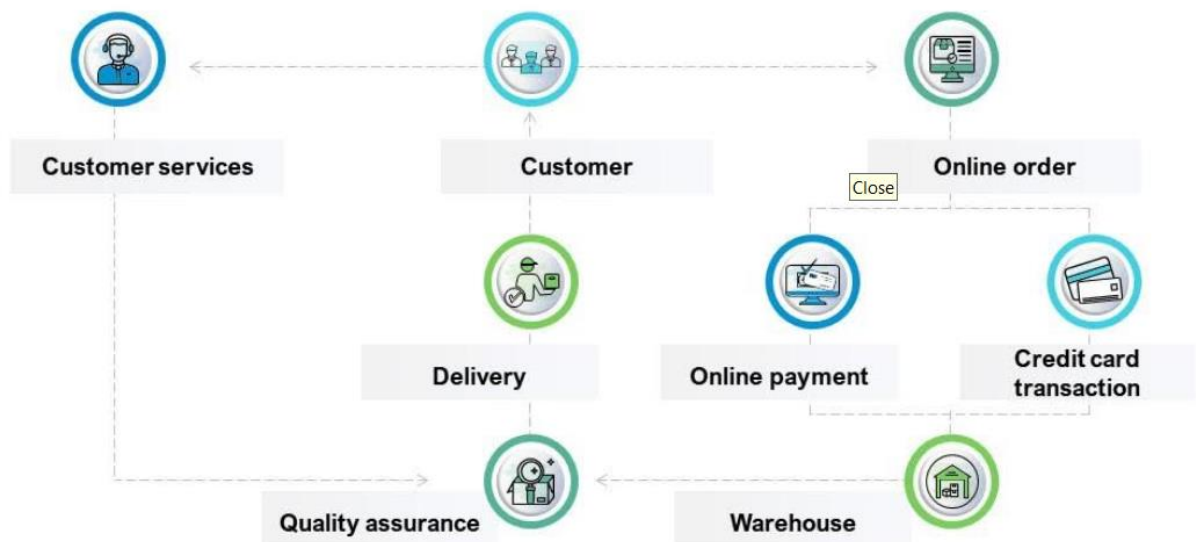 Customer services
Customer
Online order
Close
Delivery
Online payment
Credit card
transaction
Quality assurance
Warehouse